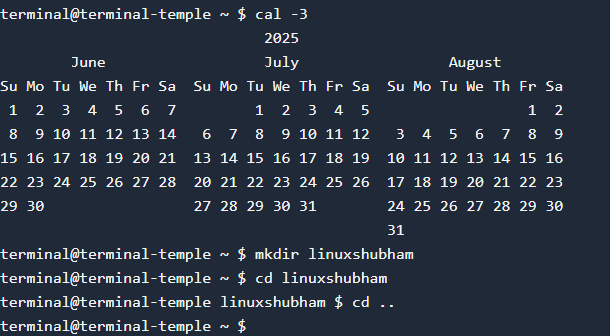 terminal@terminal-temple ~ $ cal -3
                              2025
        June                  July                 August
Su Mo Tu We Th Fr Sa  Su Mo Tu We Th Fr Sa  Su Mo Tu We Th Fr Sa
 1  2  3  4  5  6  7         1  2  3  4  5                  1  2
 8  9 10 11 12 13 14   6  7  8  9 10 11 12   3  4  5  6  7  8  9
15 16 17 18 19 20 21  13 14 15 16 17 18 19  10 11 12 13 14 15 16
22 23 24 25 26 27 28  20 21 22 23 24 25 26  17 18 19 20 21 22 23
29 30                 27 28 29 30 31        24 25 26 27 28 29 30
                                            31
terminal@terminal-temple ~ $ mkdir linuxshubham
terminal@terminal-temple ~ $ cd linuxshubham
terminal@terminal-temple linuxshubham $ cd ..
terminal@terminal-temple ~ $